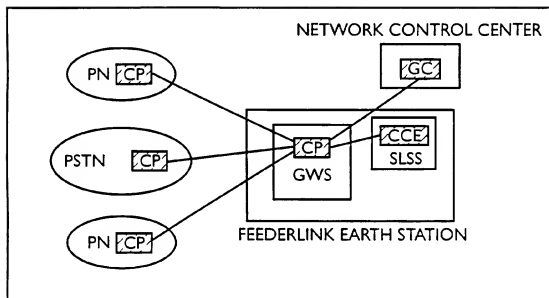 NETWORK CONTROL CENTER
GC
PN CP
PSTN CP
PN CP
CP
GWS
CCE
SLSS
FEEDERLINK EARTH STATION